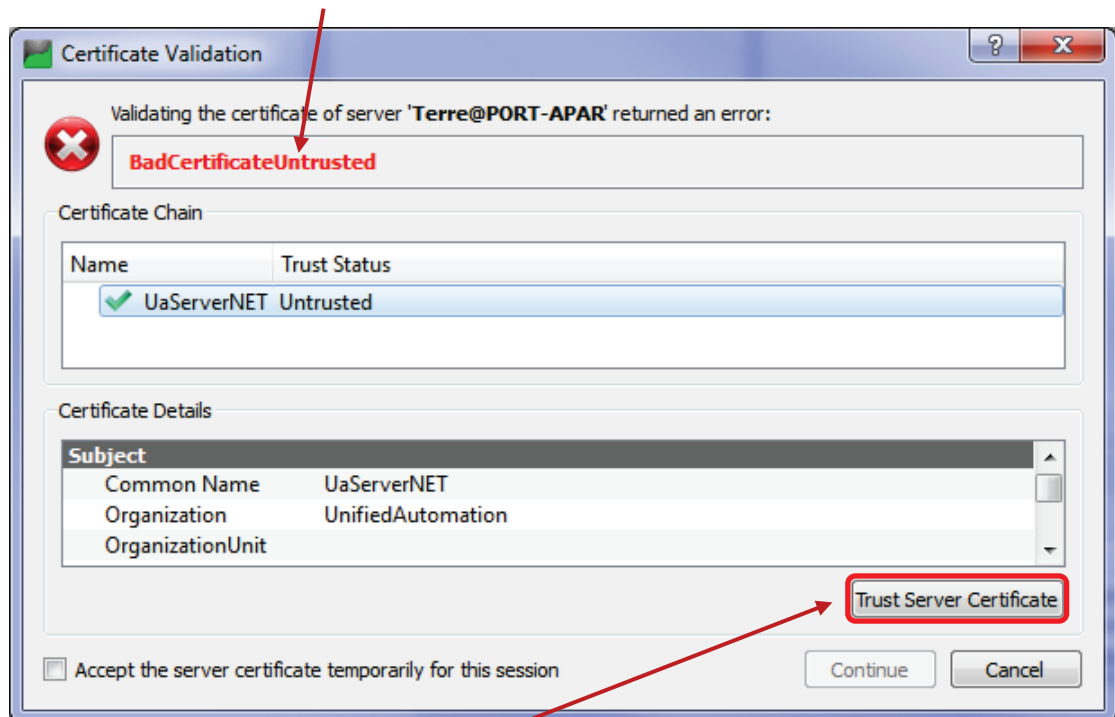 Certificate Validation
?
X
Validating the certificate of server 'Terre@PORT-APAR' returned an error:
BadCertificateUntrusted
Certificate Chain
Name Trust Status
UaServerNET Untrusted
Certificate Details
Subject
Common Name UaServerNET
Organization UnifiedAutomation
OrganizationUnit
Trust Server Certificate
Accept the server certificate temporarily for this session
Continue Cancel